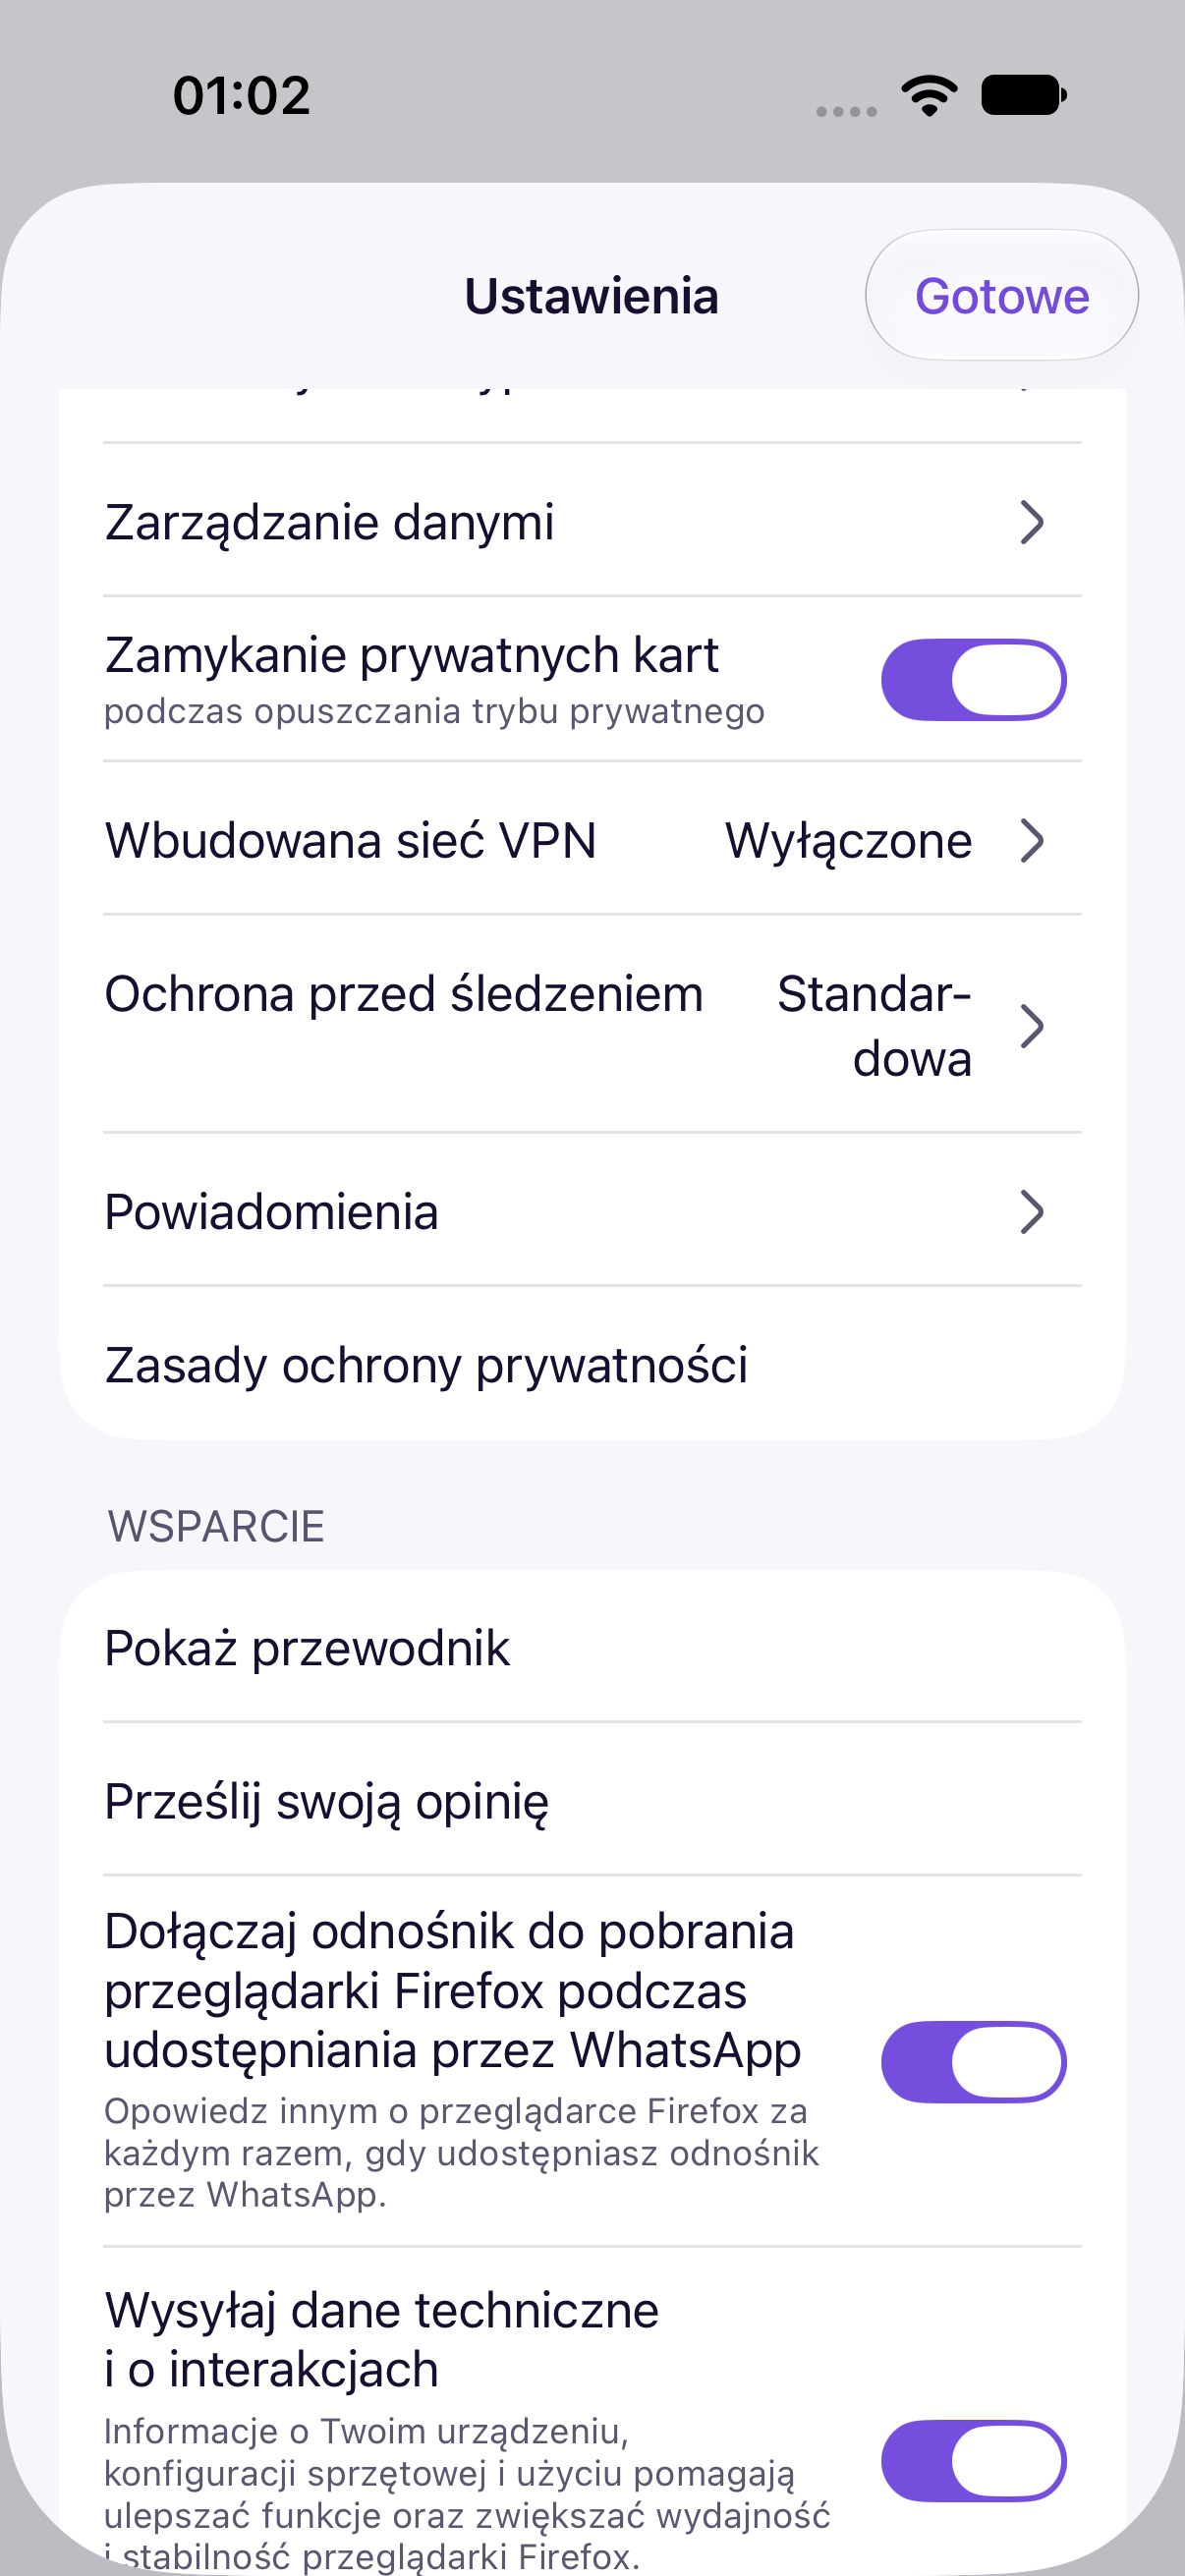 01:02
Ustawienia
Gotowe
Zarządzanie danymi
Zamykanie prywatnych kart
podczas opuszczania trybu prywatnego
Wbudowana sieć VPN
Wyłączone
Ochrona przed śledzeniem
Standar-
dowa
Powiadomienia
Zasady ochrony prywatności
WSPARCIE
Pokaż przewodnik
Prześlij swoją opinię
Dołączaj odnośnik do pobrania
przeglądarki Firefox podczas
udostępniania przez WhatsApp
Opowiedz innym o przeglądarce Firefox za
każdym razem, gdy udostępniasz odnośnik
przez WhatsApp.
Wysyłaj dane techniczne
i o interakcjach
Informacje o Twoim urządzeniu,
konfiguracji sprzętowej i użyciu pomagają
ulepszać funkcje oraz zwiększać wydajność
i stabilność przeglądarki Firefox.